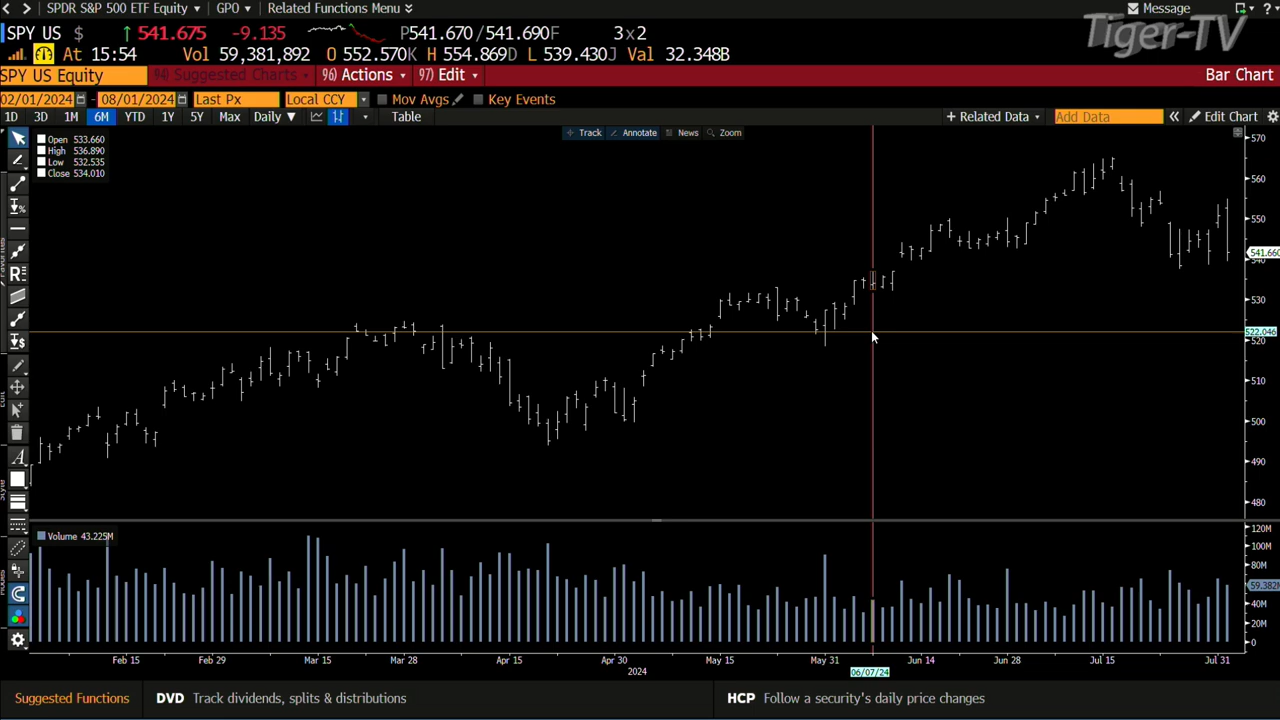 SPDR S&P 500 ETF Equity GPO Related Functions Menu Message ?
Tiger-TV
SPY US $ ↑ 541.675 -9.135 P541.670/541.690F 3x2
At 15:54 Vol 59,381,892 O 552.570K H 554.869D L 539.430J Val 32.348B
SPY US Equity 94) Suggested Charts 96) Actions 97) Edit Bar Chart
02/01/2024 - 08/01/2024 Last Px Local CCY Mov Avgs Key Events
1D 3D 1M 6M YTD 1Y 5Y Max Daily ▼ Table + Related Data Add Data « Edit Chart
Track Annotate News Zoom
Open 533.660
High 536.890
Low 532.535
Close 534.010
570
560
550
541.660
540
530
522.046
520
510
500
490
480
Volume 43.225M
120M
100M
80M
59.382M
40M
20M
0
Feb 15 Feb 29 Mar 15 Mar 28 Apr 15 Apr 30 May 15 May 31 Jun 14 Jun 28 Jul 15 Jul 31
2024 06/07/24
Suggested Functions DVD Track dividends, splits & distributions HCP Follow a security's daily price changes